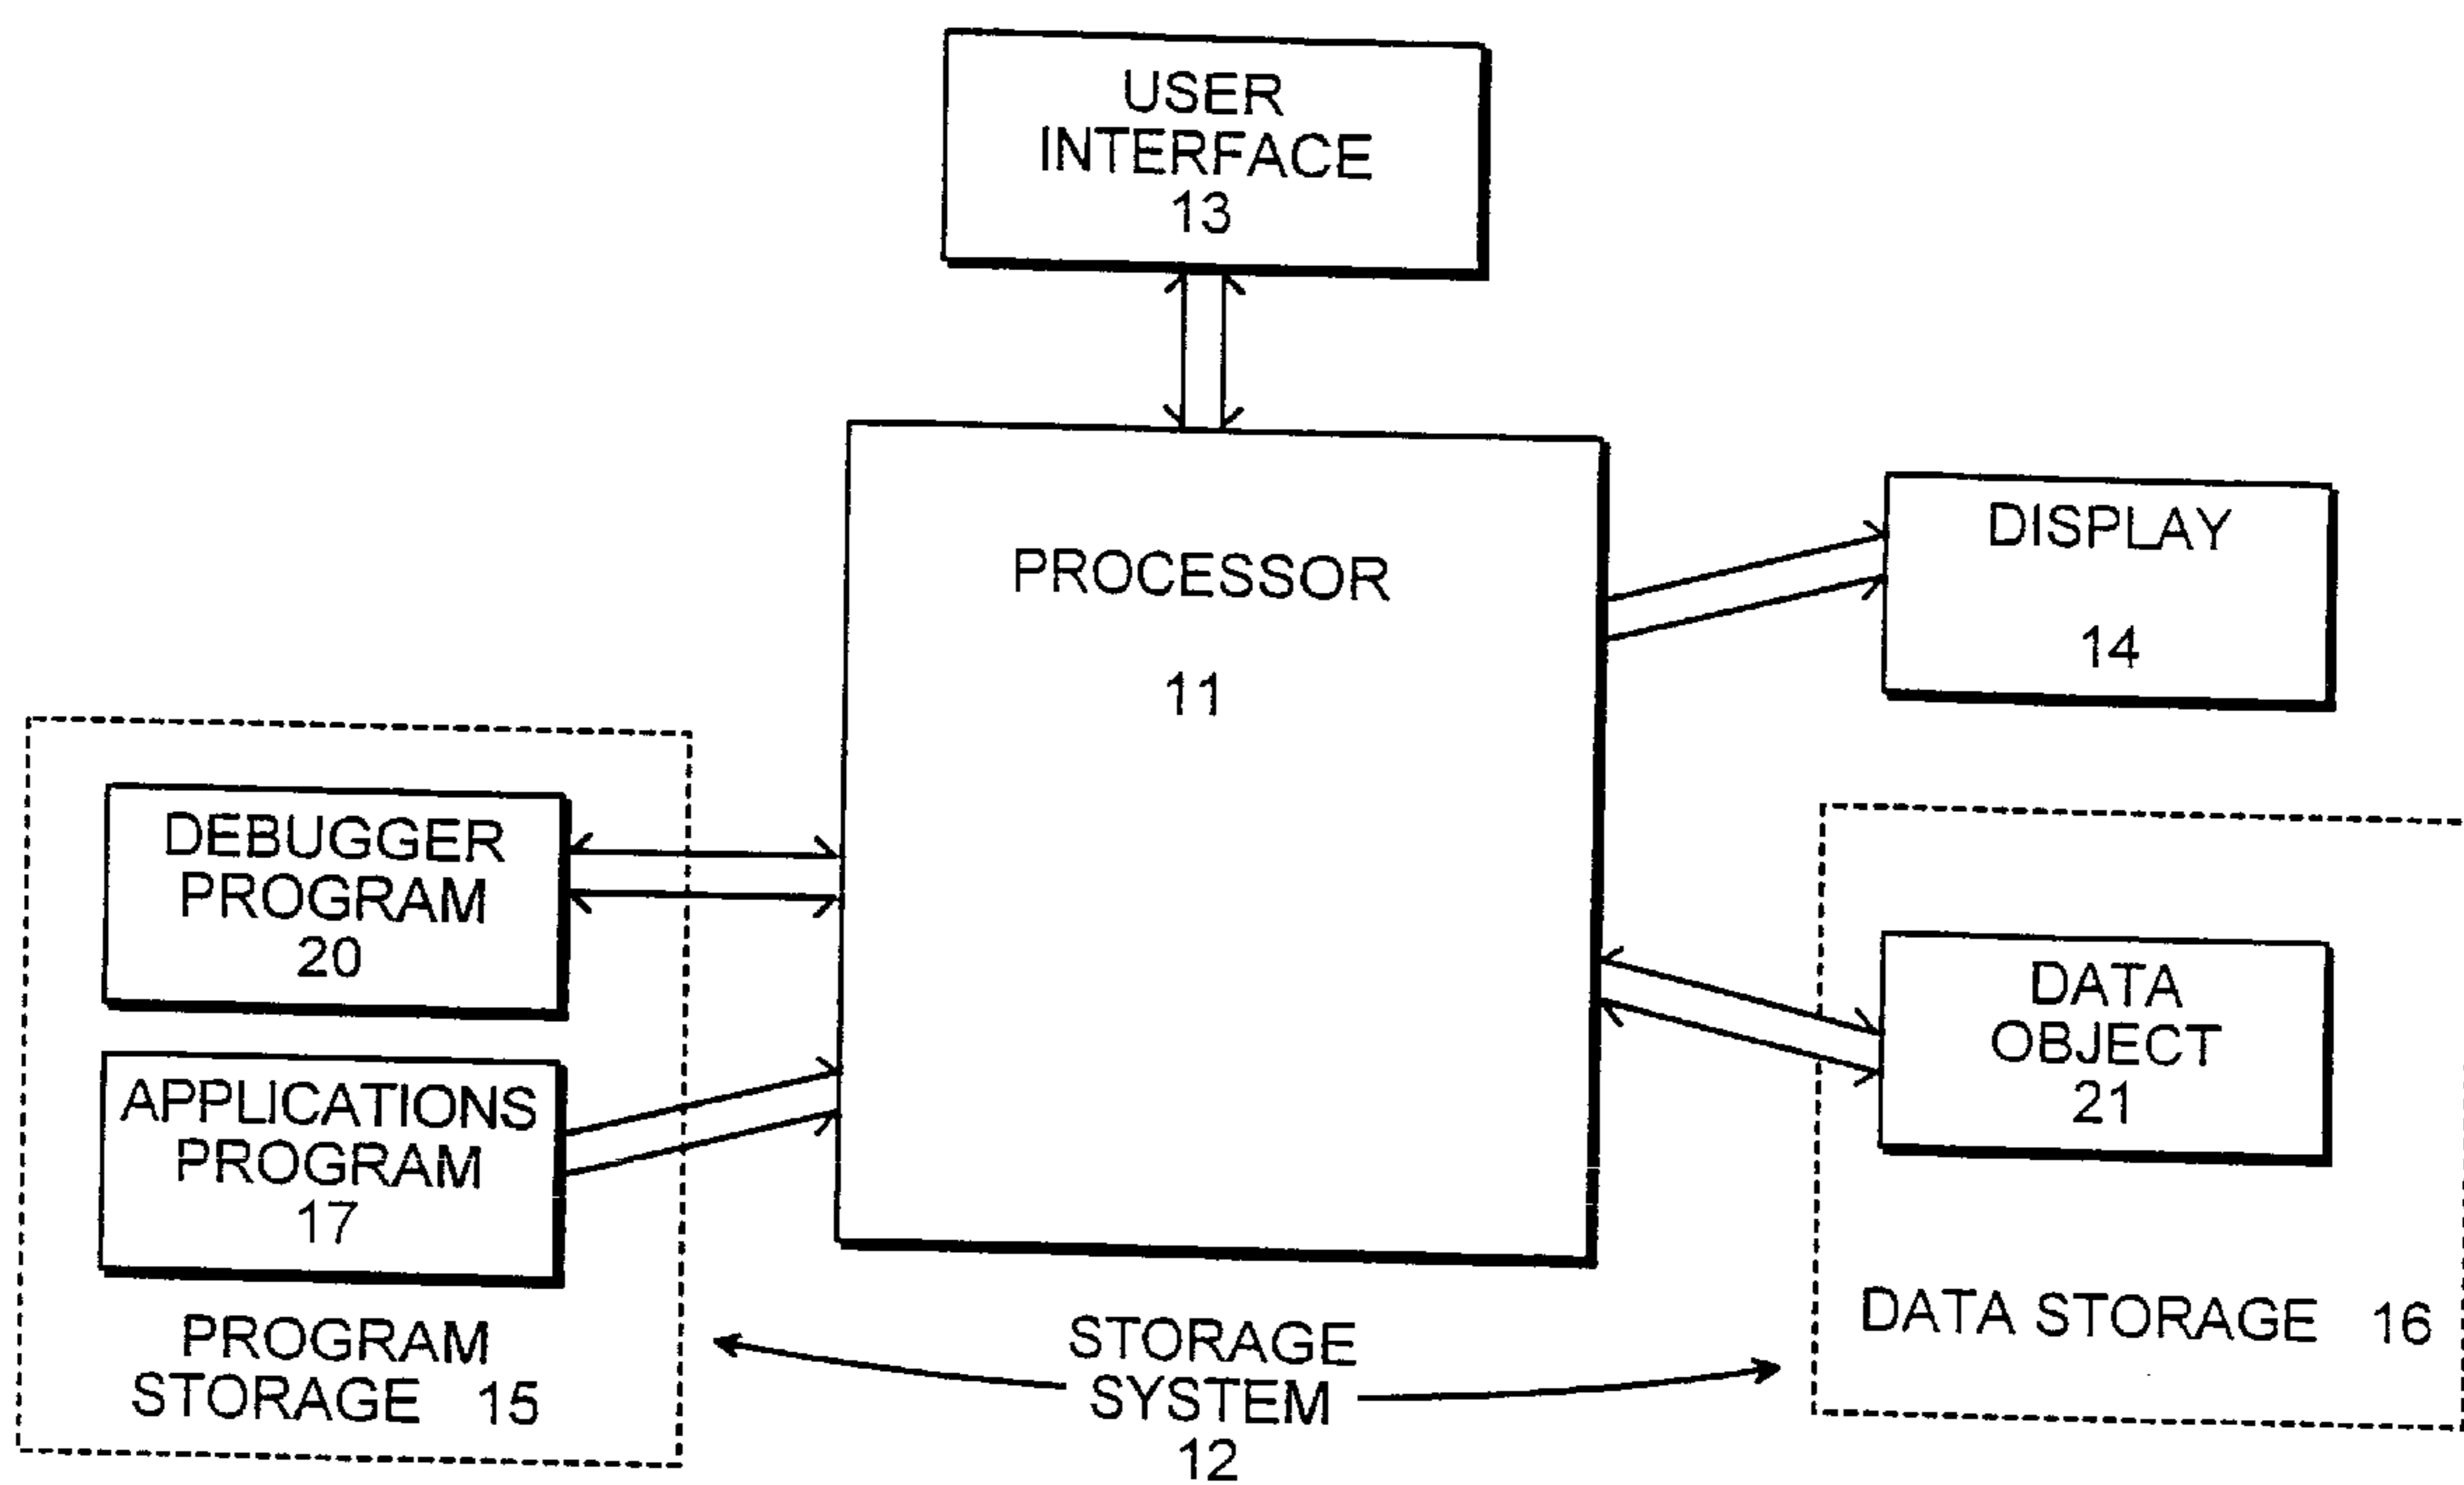 USER
INTERFACE
13
PROCESSOR
11
DISPLAY
14
DEBUGGER
PROGRAM
20
APPLICATIONS
PROGRAM
17
PROGRAM
STORAGE 15
STORAGE
SYSTEM
12
DATA
OBJECT
21
DATA STORAGE 16